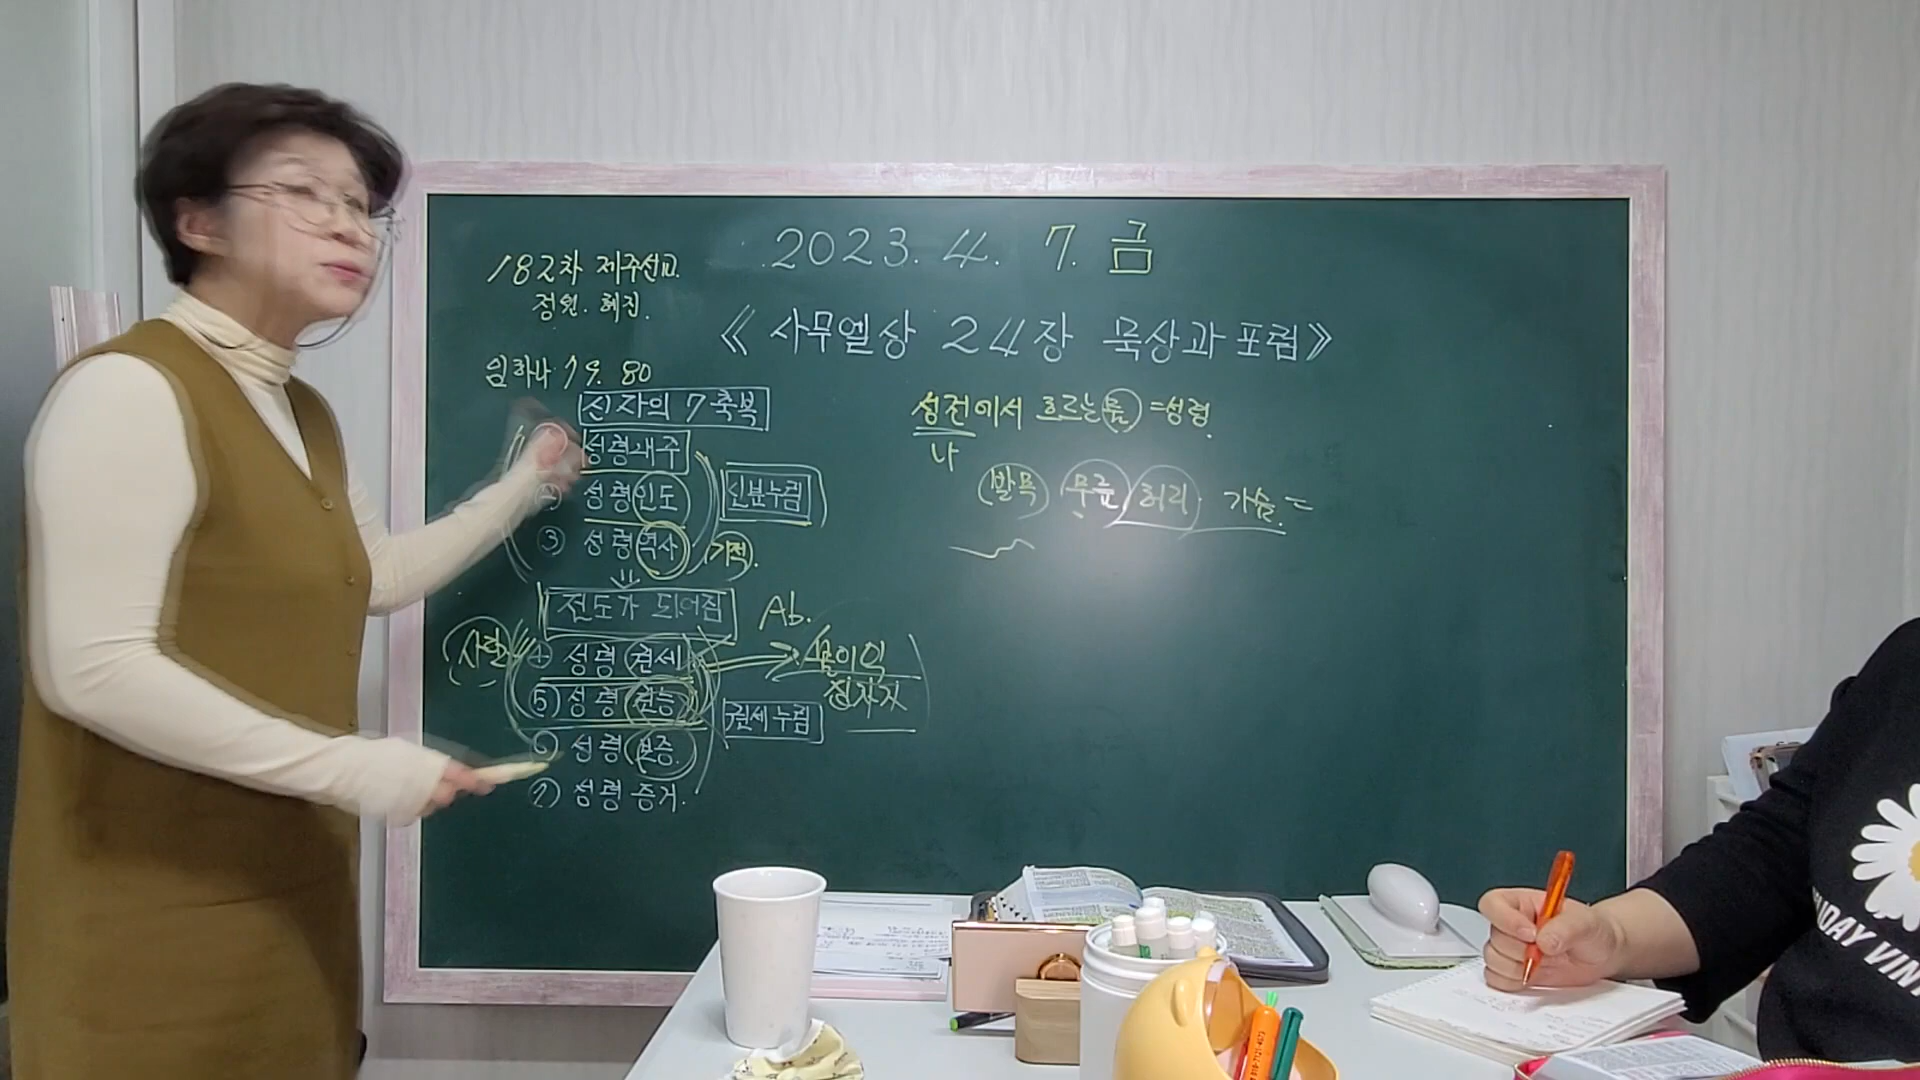 2023. 4. 7. 금
182차 제주선교.
정원. 혜진.
《사무엘상 24장 묵상과 포럼》
임하나 79. 80
신자의 7축복
① 성령내주
② 성령인도
③ 성령역사
신분누림
기적.
전도가 되어짐
Ab.
④ 성령 권세
⑤ 성령 권능
⑥ 성령 보증.
⑦ 성령 증거.
권세누림
성전에서 흐르는 물 = 성령.
나
발목 무릎 허리. 가슴. =